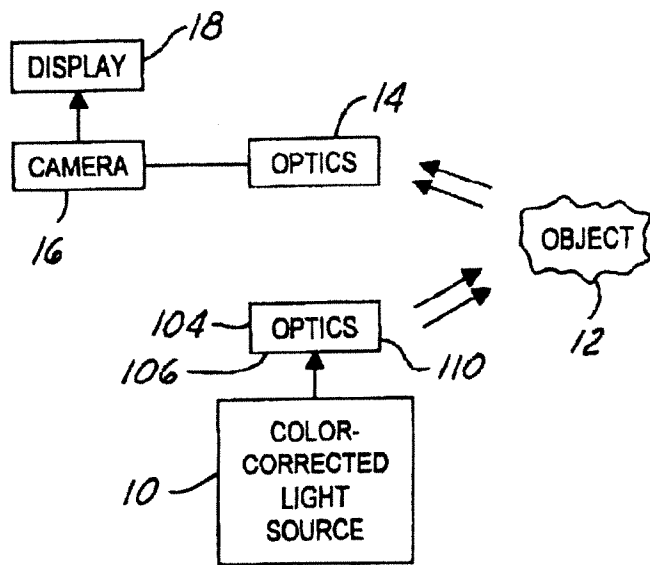 18
DISPLAY
14
CAMERA
OPTICS
16
OBJECT
12
104
OPTICS
106
110
COLOR-
CORRECTED
LIGHT
SOURCE
10